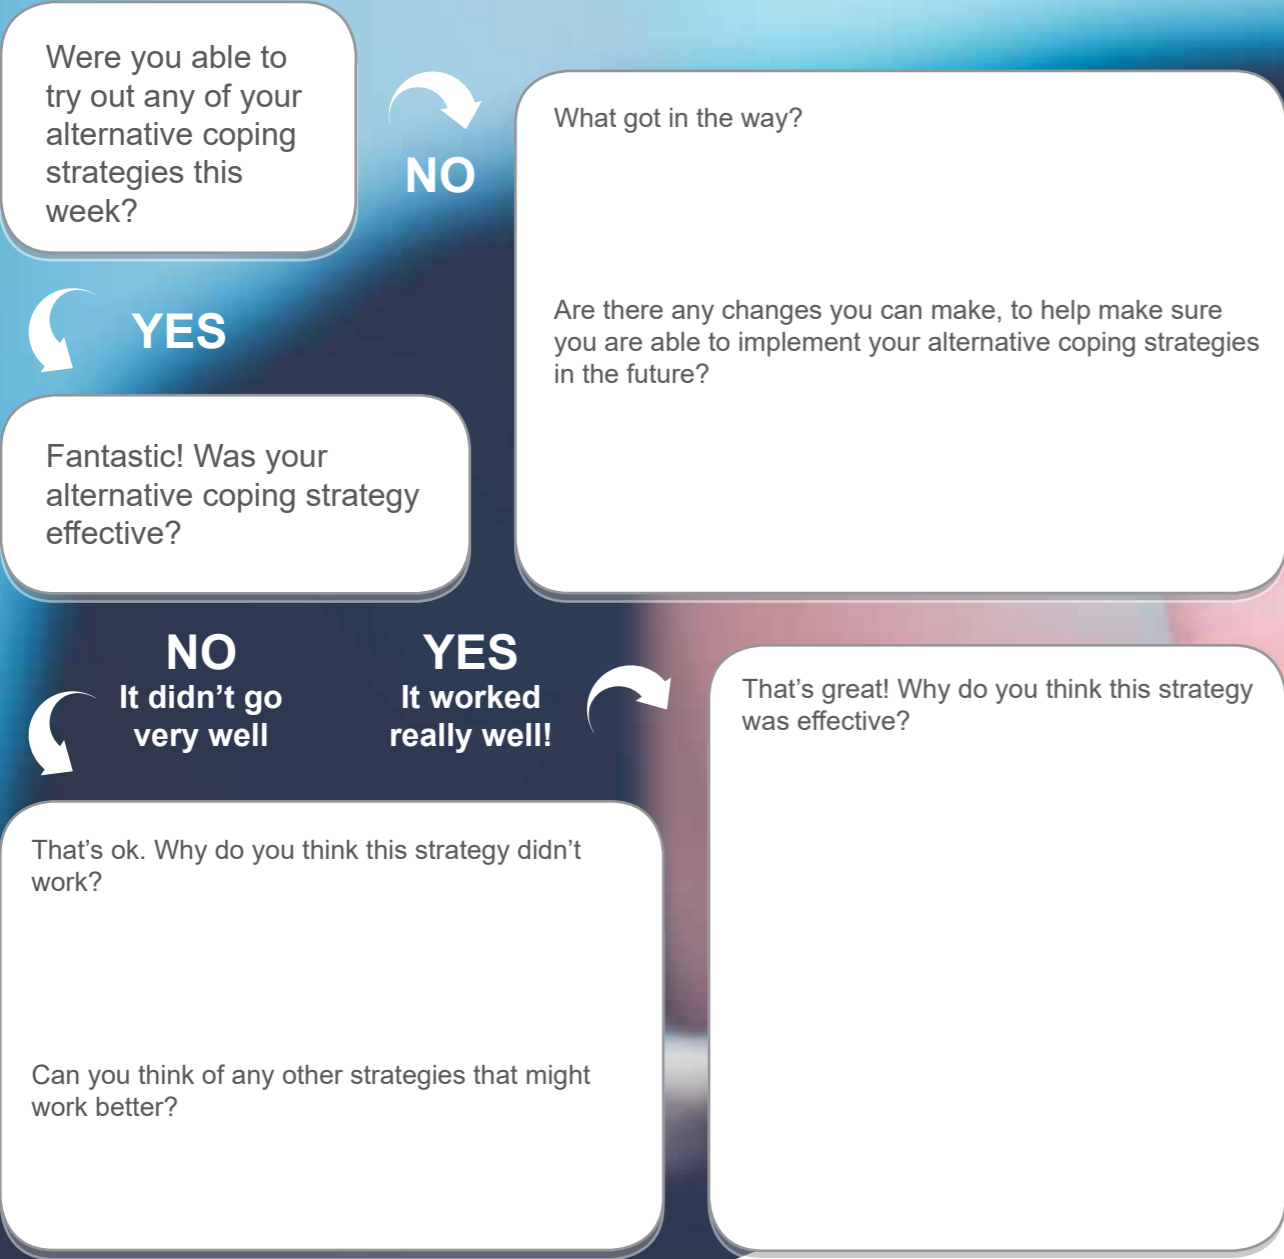 Were you able to
try out any of your
alternative coping
strategies this
week?
NO
What got in the way?
Are there any changes you can make, to help make sure
you are able to implement your alternative coping strategies
in the future?
YES
Fantastic! Was your
alternative coping strategy
effective?
NO
It didn’t go
very well
YES
It worked
really well!
That’s great! Why do you think this strategy
was effective?
That’s ok. Why do you think this strategy didn’t
work?
Can you think of any other strategies that might
work better?